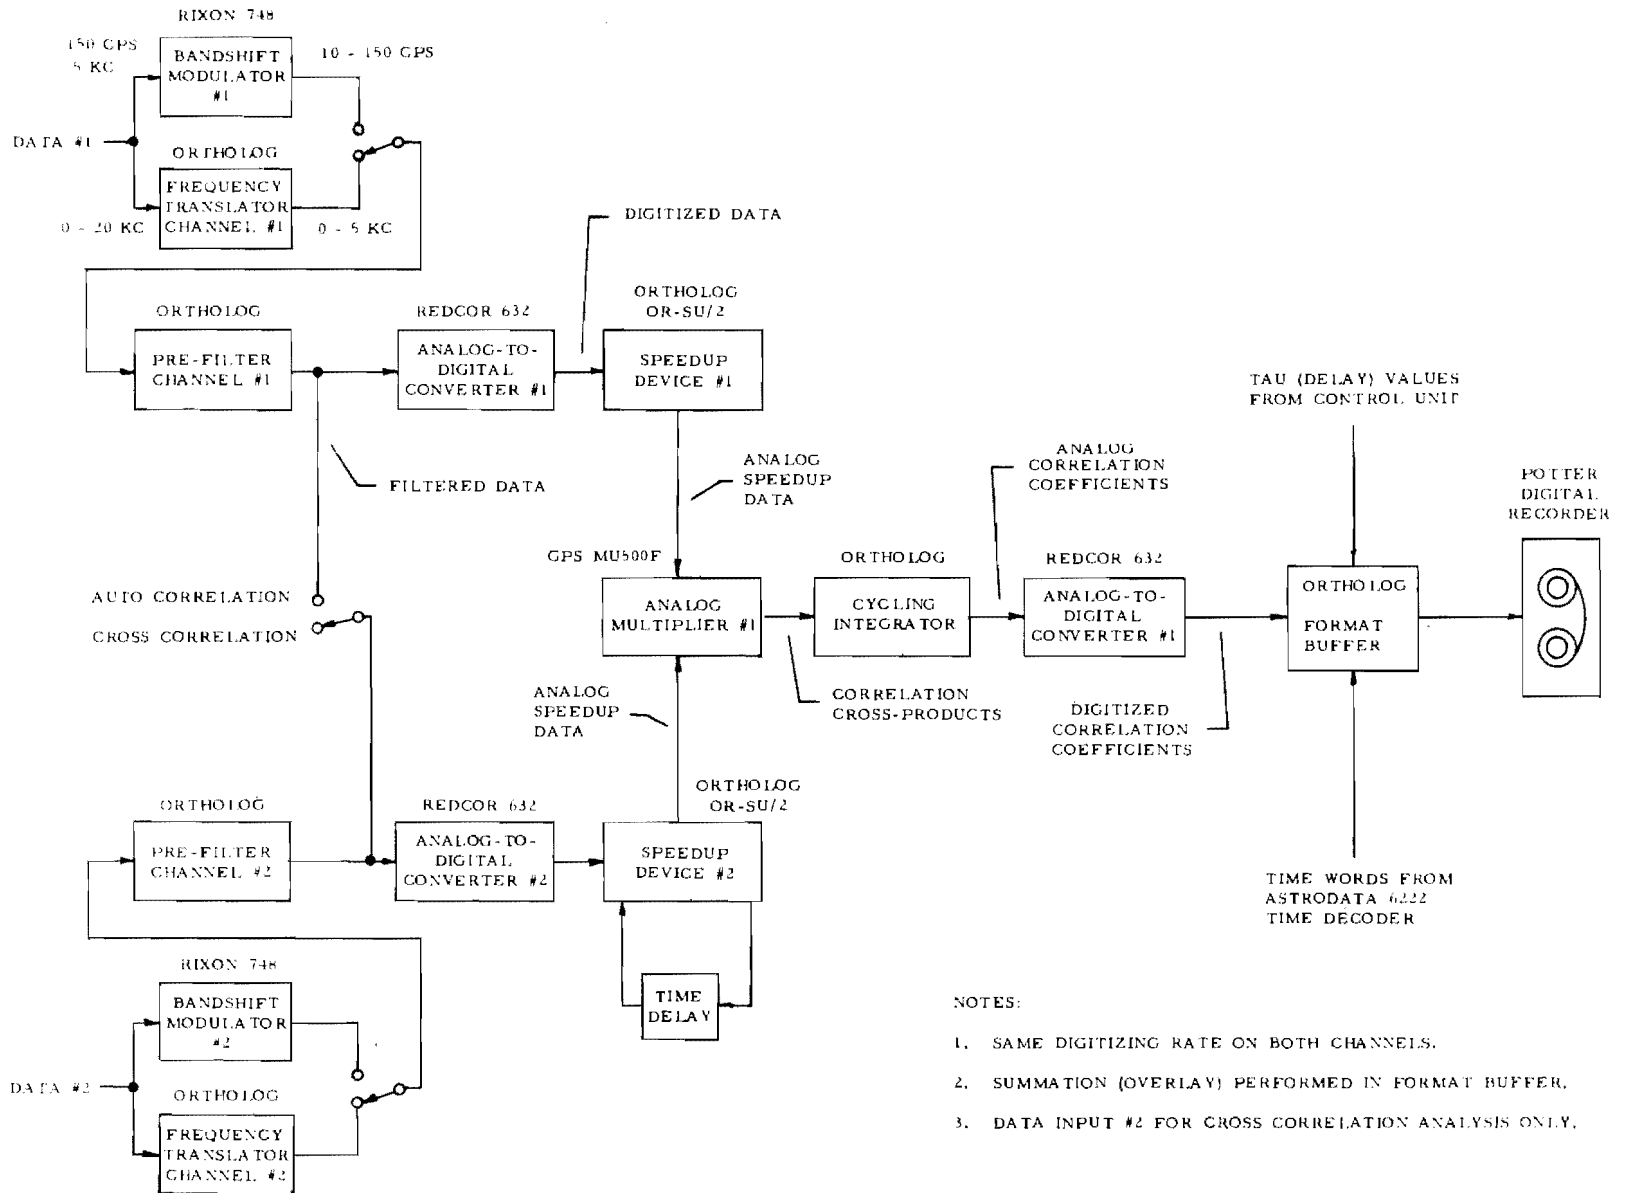 RIXON 748
150 CPS
5 KC
BANDSHIFT
MODULATOR
#1
10 - 150 CPS
DATA #1
ORTHOLOG
FREQUENCY
TRANSLATOR
CHANNEL #1
0 - 20 KC
0 - 5 KC
DIGITIZED DATA
ORTHOLOG
PRE-FILTER
CHANNEL #1
REDCOR 632
ANALOG-TO-
DIGITAL
CONVERTER #1
ORTHOLOG
OR-SU/2
SPEEDUP
DEVICE #1
FILTERED DATA
ANALOG
SPEEDUP
DATA
TAU (DELAY) VALUES
FROM CONTROL UNIT
ANALOG
CORRELATION
COEFFICIENTS
POTTER
DIGITAL
RECORDER
AUTO CORRELATION
CROSS CORRELATION
GPS MU500F
ANALOG
MULTIPLIER #1
ORTHOLOG
CYCLING
INTEGRATOR
REDCOR 632
ANALOG-TO-
DIGITAL
CONVERTER #1
ORTHOLOG
FORMAT
BUFFER
ANALOG
SPEEDUP
DATA
CORRELATION
CROSS-PRODUCTS
DIGITIZED
CORRELATION
COEFFICIENTS
ORTHOLOG
PRE-FILTER
CHANNEL #2
REDCOR 632
ANALOG-TO-
DIGITAL
CONVERTER #2
ORTHOLOG
OR-SU/2
SPEEDUP
DEVICE #2
TIME
DELAY
TIME WORDS FROM
ASTRODATA 6222
TIME DECODER
RIXON 748
BANDSHIFT
MODULATOR
#2
DATA #2
ORTHOLOG
FREQUENCY
TRANSLATOR
CHANNEL #2
NOTES:
1. SAME DIGITIZING RATE ON BOTH CHANNELS.
2. SUMMATION (OVERLAY) PERFORMED IN FORMAT BUFFER.
3. DATA INPUT #2 FOR CROSS CORRELATION ANALYSIS ONLY.